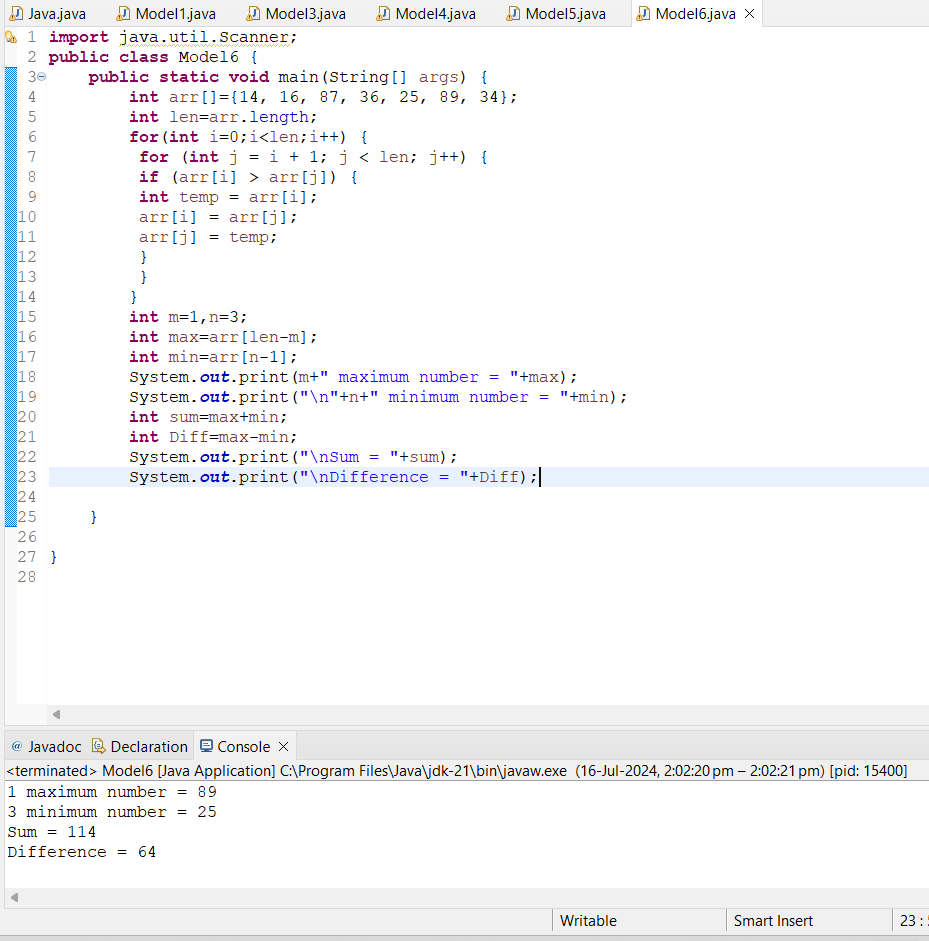 Java.java Model1.java Model3.java Model4.java Model5.java Model6.java
1 import java.util.Scanner;
2 public class Model6 {
3 public static void main(String[] args) {
4 int arr[]={14, 16, 87, 36, 25, 89, 34};
5 int len=arr.length;
6 for(int i=0;i<len;i++) {
7 for (int j = i + 1; j < len; j++) {
8 if (arr[i] > arr[j]) {
9 int temp = arr[i];
10 arr[i] = arr[j];
11 arr[j] = temp;
12 }
13 }
14 }
15 int m=1,n=3;
16 int max=arr[len-m];
17 int min=arr[n-1];
18 System.out.print(m+" maximum number = "+max);
19 System.out.print("\n"+n+" minimum number = "+min);
20 int sum=max+min;
21 int Diff=max-min;
22 System.out.print("\nSum = "+sum);
23 System.out.print("\nDifference = "+Diff);
24
25 }
26
27 }
28
@ Javadoc Declaration Console
<terminated> Model6 [Java Application] C:\Program Files\Java\jdk-21\bin\javaw.exe (16-Jul-2024, 2:02:20 pm – 2:02:21 pm) [pid: 15400]
1 maximum number = 89
3 minimum number = 25
Sum = 114
Difference = 64
Writable Smart Insert 23 :